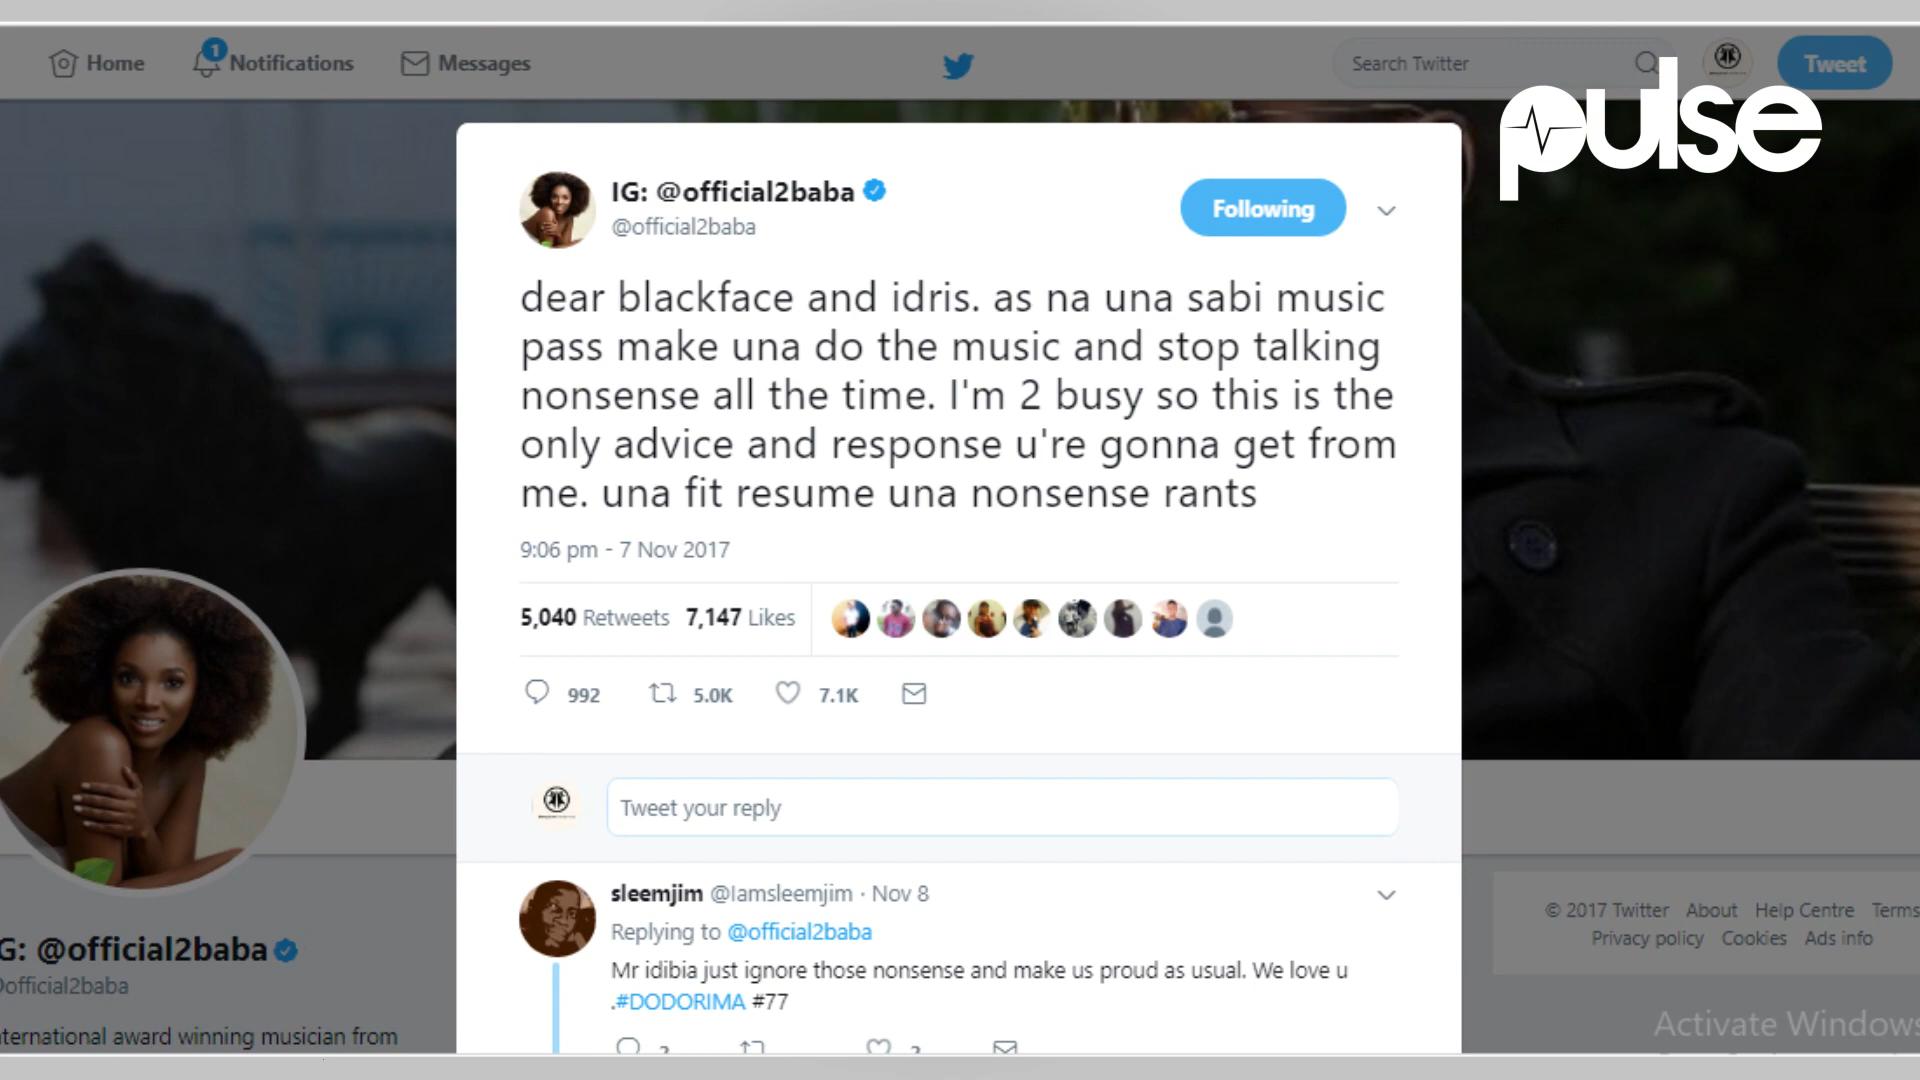 Home
1
Notifications
Messages
Search Twitter
Tweet
pulse
IG: @official2baba
@official2baba
Following
dear blackface and idris. as na una sabi music
pass make una do the music and stop talking
nonsense all the time. I'm 2 busy so this is the
only advice and response u're gonna get from
me. una fit resume una nonsense rants
9:06 pm - 7 Nov 2017
5,040 Retweets 7,147 Likes
992 5.0K 7.1K
Tweet your reply
sleemjim @Iamsleemjim · Nov 8
Replying to @official2baba
Mr idibia just ignore those nonsense and make us proud as usual. We love u
.#DODORIMA #77
G: @official2baba
official2baba
nternational award winning musician from
© 2017 Twitter About Help Centre Terms
Privacy policy Cookies Ads info
Activate Windows